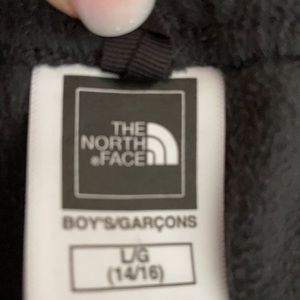 THE
NORTH
®FACE
BOY'S/GARÇONS
L/G
(14/16)